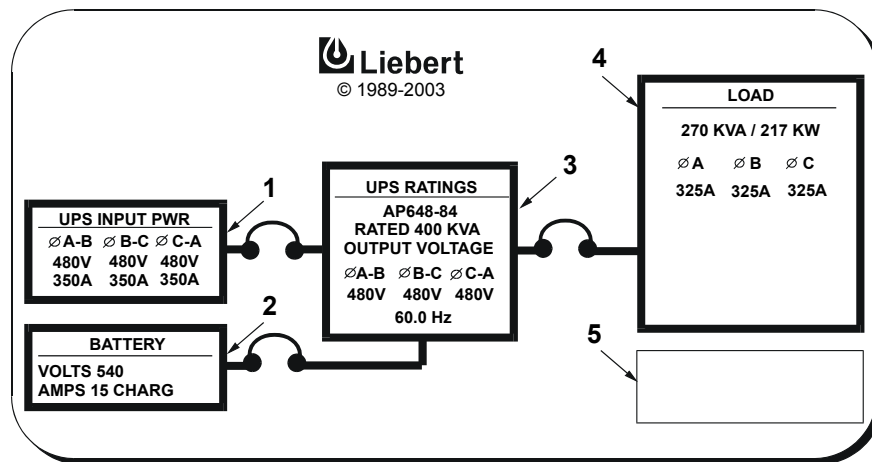 Liebert
© 1989-2003
1
UPS INPUT PWR
∅ A-B ∅ B-C ∅ C-A
480V 480V 480V
350A 350A 350A
2
BATTERY
VOLTS 540
AMPS 15 CHARG
3
UPS RATINGS
AP648-84
RATED 400 KVA
OUTPUT VOLTAGE
∅A-B ∅B-C ∅C-A
480V 480V 480V
60.0 Hz
4
LOAD
270 KVA / 217 KW
∅ A ∅ B ∅ C
325A 325A 325A
5